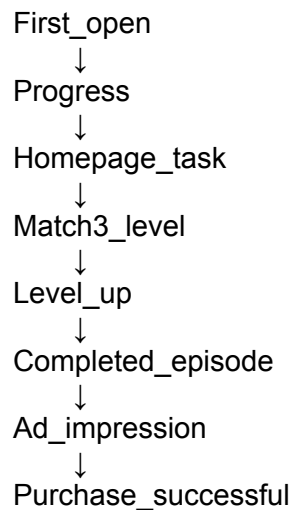 First_open
↓
Progress
↓
Homepage_task
↓
Match3_level
↓
Level_up
↓
Completed_episode
↓
Ad_impression
↓
Purchase_successful